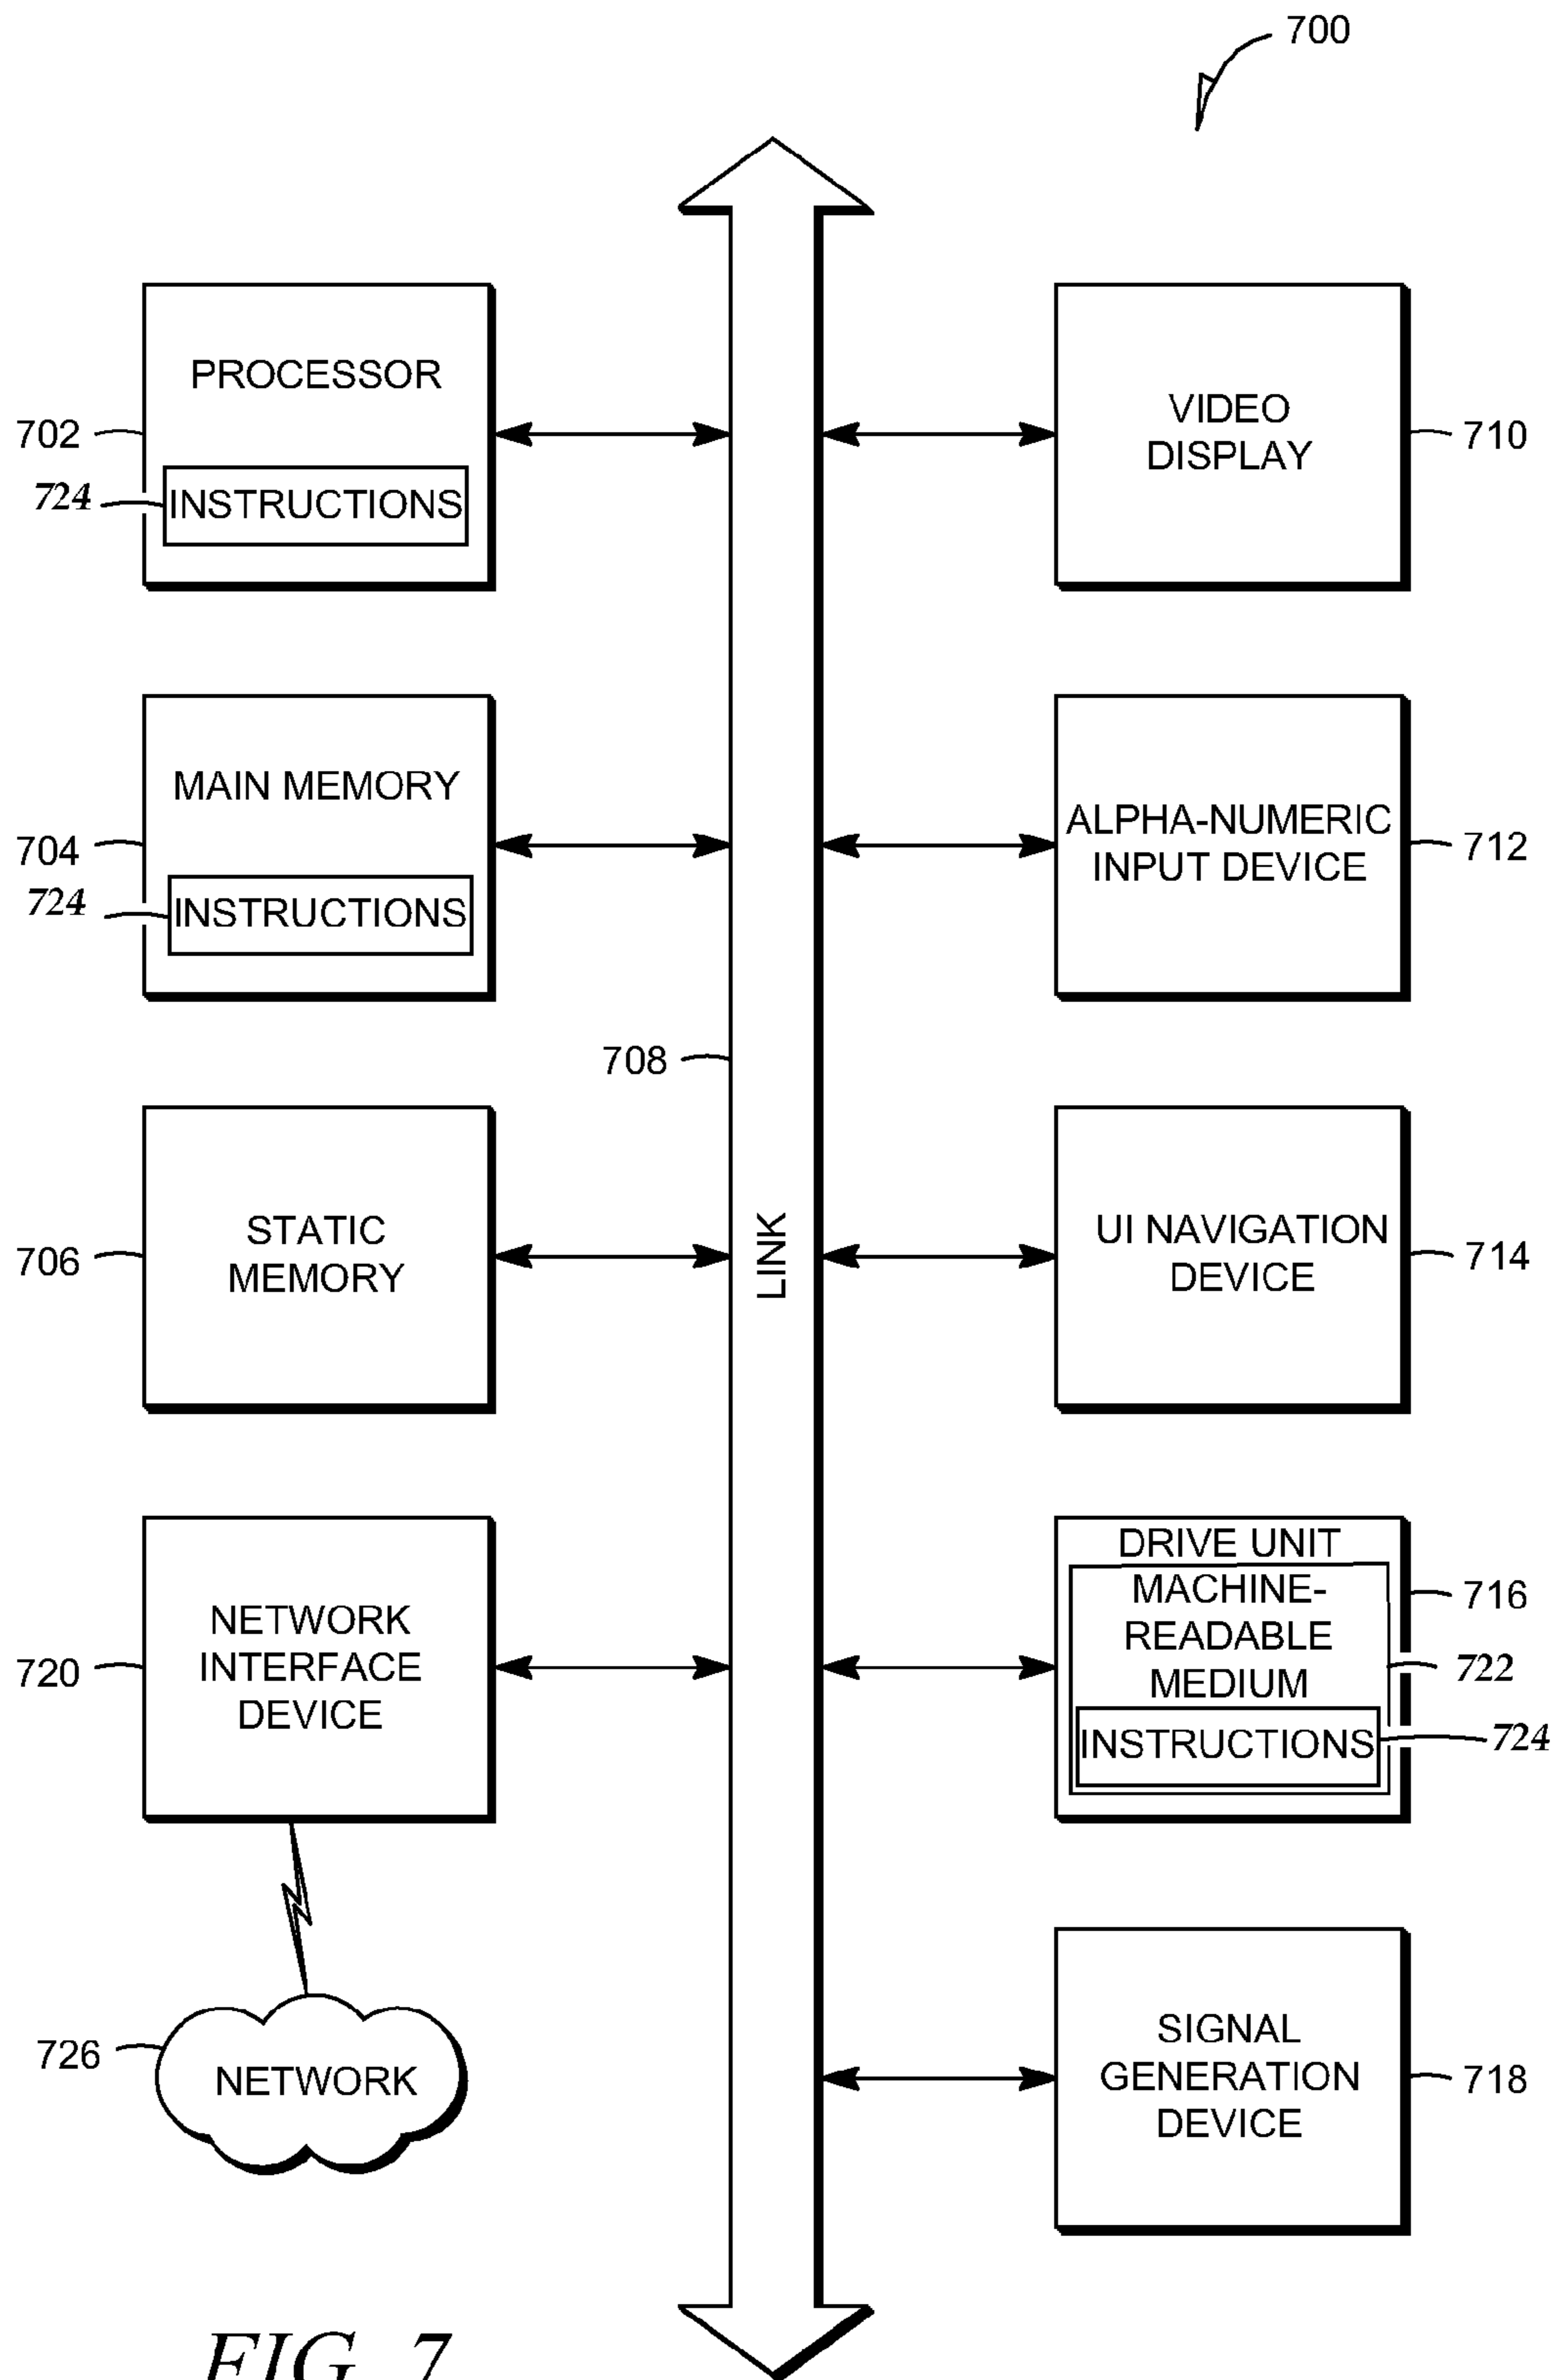 700
PROCESSOR
702
724
INSTRUCTIONS
MAIN MEMORY
704
724
INSTRUCTIONS
708
STATIC
MEMORY
706
NETWORK
INTERFACE
DEVICE
720
726
NETWORK
LINK
VIDEO
DISPLAY
710
ALPHA-NUMERIC
INPUT DEVICE
712
UI NAVIGATION
DEVICE
714
DRIVE UNIT
MACHINE-
READABLE
MEDIUM
716
722
INSTRUCTIONS
724
SIGNAL
GENERATION
DEVICE
718
FIG. 7